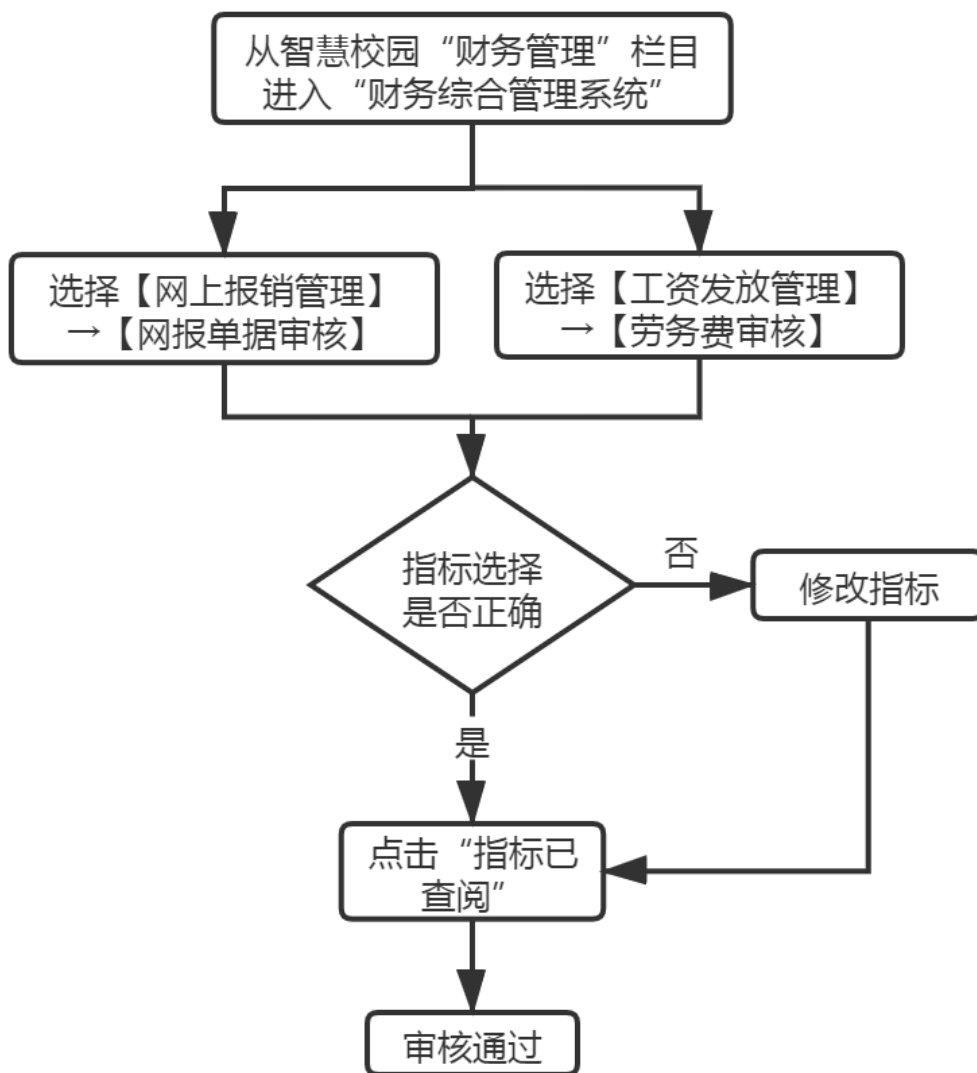 从智慧校园“财务管理”栏目
进入“财务综合管理系统”
选择【网上报销管理】
→【网报单据审核】
选择【工资发放管理】
→【劳务费审核】
指标选择
是否正确
否
修改指标
是
点击“指标已
查阅”
审核通过